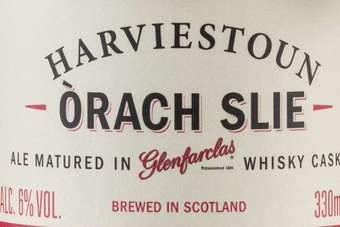 HARVIESTOUN
- ÒRACH SLIE -
ALE MATURED IN Glenfarclas® WHISKY CASK
ALC. 6% VOL. BREWED IN SCOTLAND 330m